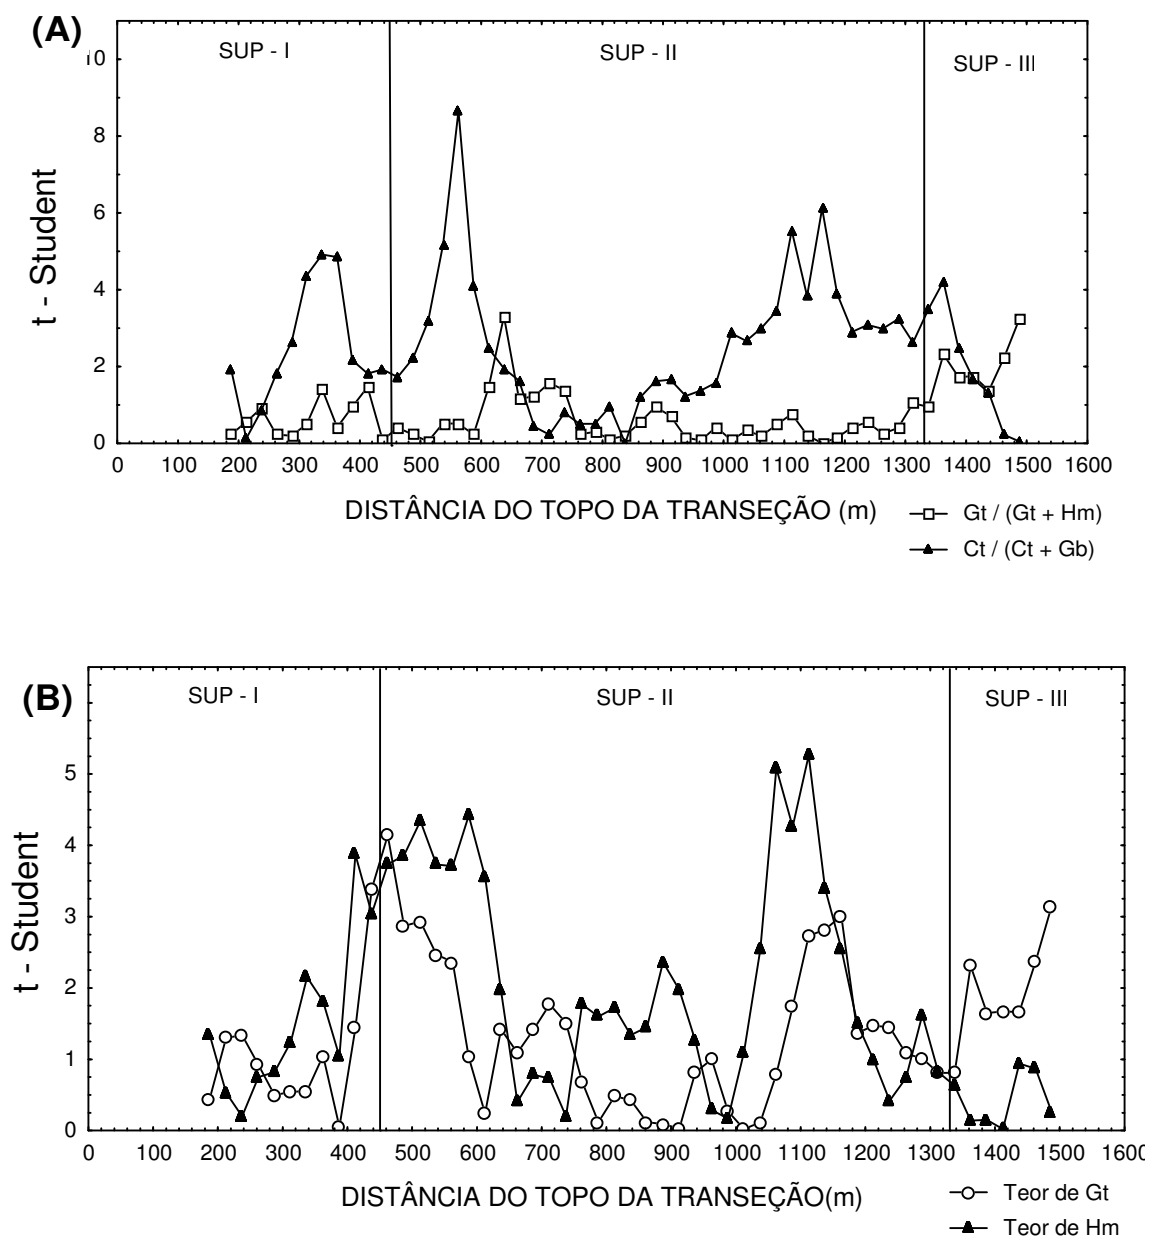 (A)
SUP - I
SUP - II
SUP - III
10
8
6
4
2
0
t - Student
0 100 200 300 400 500 600 700 800 900 1000 1100 1200 1300 1400 1500 1600
DISTÂNCIA DO TOPO DA TRANSEÇÃO (m)
Gt / (Gt + Hm)
Ct / (Ct + Gb)
(B)
SUP - I
SUP - II
SUP - III
5
4
3
2
1
0
t - Student
0 100 200 300 400 500 600 700 800 900 1000 1100 1200 1300 1400 1500 1600
DISTÂNCIA DO TOPO DA TRANSEÇÃO(m)
Teor de Gt
Teor de Hm